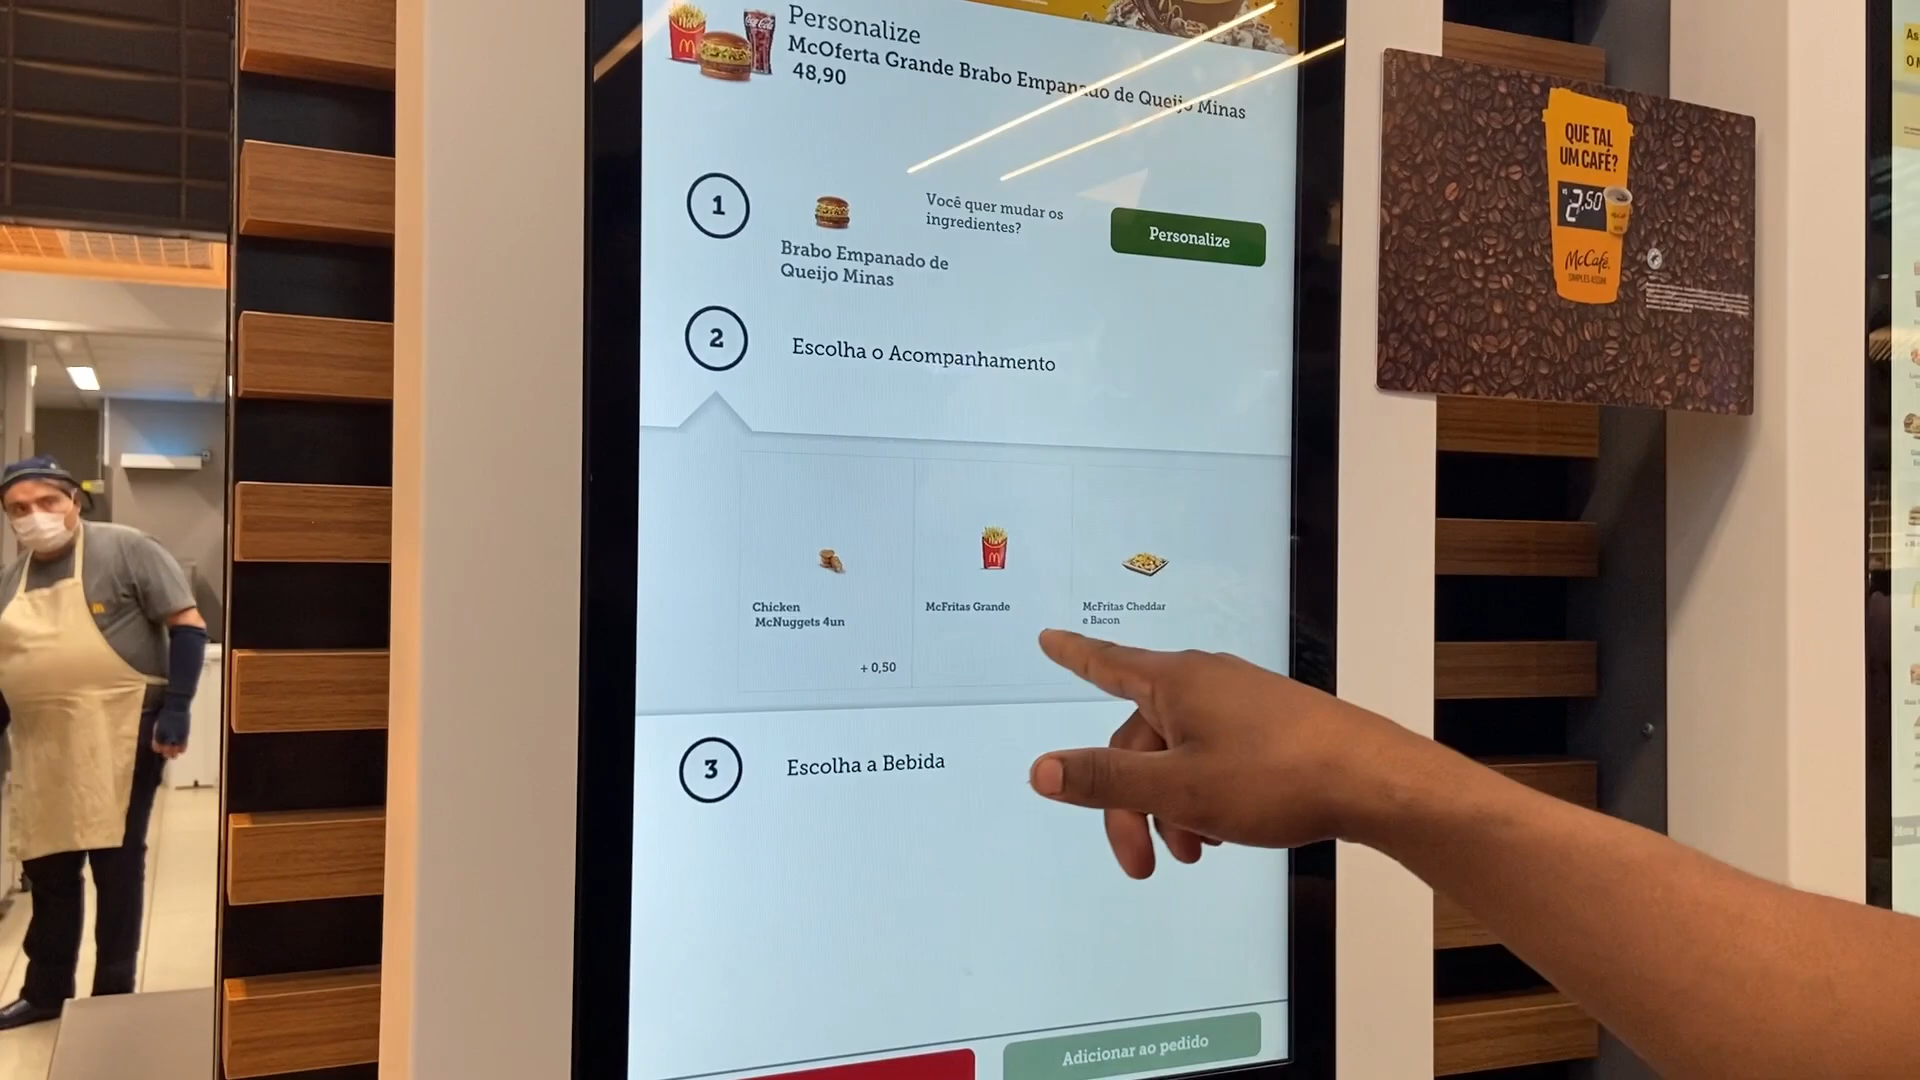 Personalize
McOferta Grande Brabo Empanado de Queijo Minas
48,90
1
Brabo Empanado de
Queijo Minas
Você quer mudar os
ingredientes?
Personalize
2
Escolha o Acompanhamento
Chicken
McNuggets 4un
+ 0,50
McFritas Grande
McFritas Cheddar
e Bacon
3
Escolha a Bebida
Adicionar ao pedido
QUE TAL
UM CAFÉ?
2,50
McCafé
As